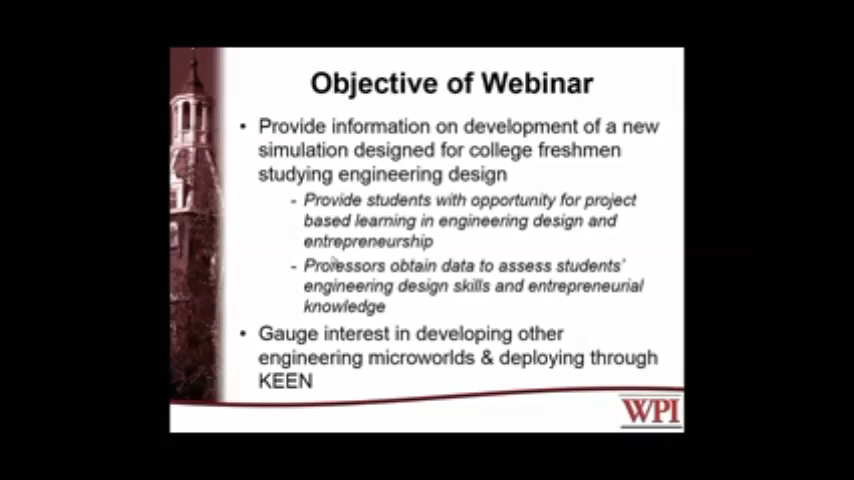 Objective of Webinar
• Provide information on development of a new
simulation designed for college freshmen
studying engineering design
- Provide students with opportunity for project
based learning in engineering design and
entrepreneurship
- Professors obtain data to assess students'
engineering design skills and entrepreneurial
knowledge
• Gauge interest in developing other
engineering microworlds & deploying through
KEEN
WPI